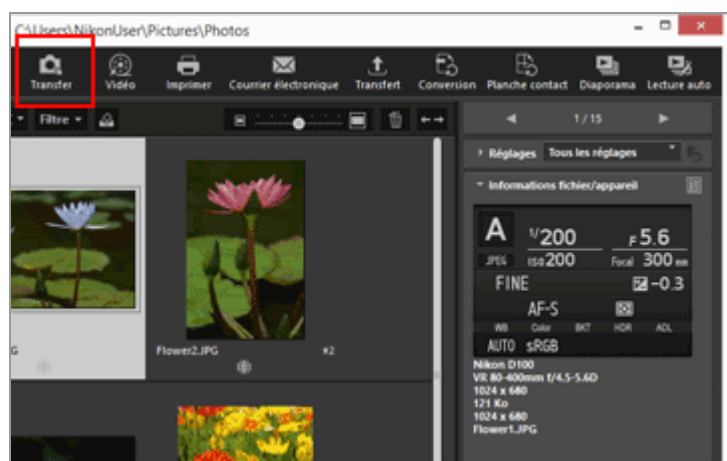 C:\Users\NikonUser\Pictures\Photos
Transfer Vidéo Imprimer Courrier électronique Transfert Conversion Planche contact Diaporama Lecture auto
Filtre
1 / 15
Réglages Tous les réglages
Informations fichier/appareil
A 1/200 F5.6
JPEG ISO200 Focal 300 mm
FINE -0.3
AF-S
WB Color BKT HDR ADL
AUTO sRGB
G Flower2.JPG #2
Nikon D100
VR 80-400mm f/4.5-5.6D
1024 x 680
121 Ko
1024 x 680
Flower1.JPG